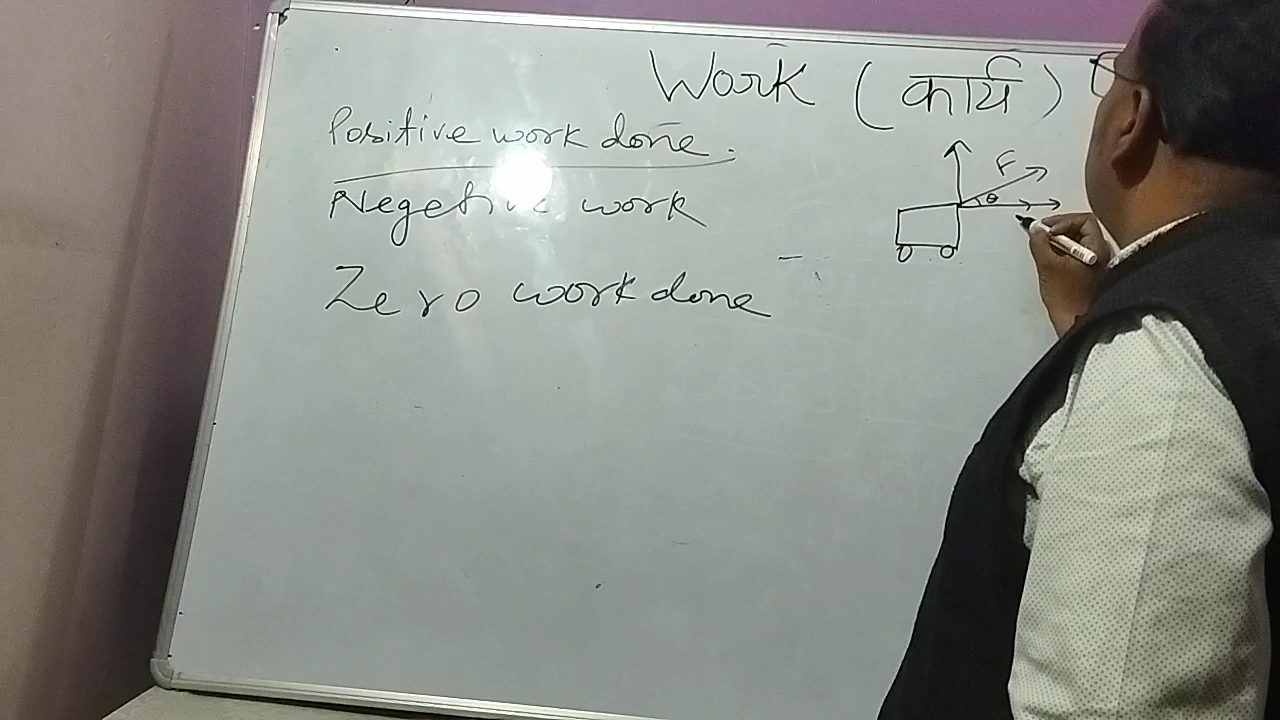 Work (कार्य)
Positive work done.
Negetive work
Zero work done
F
θ